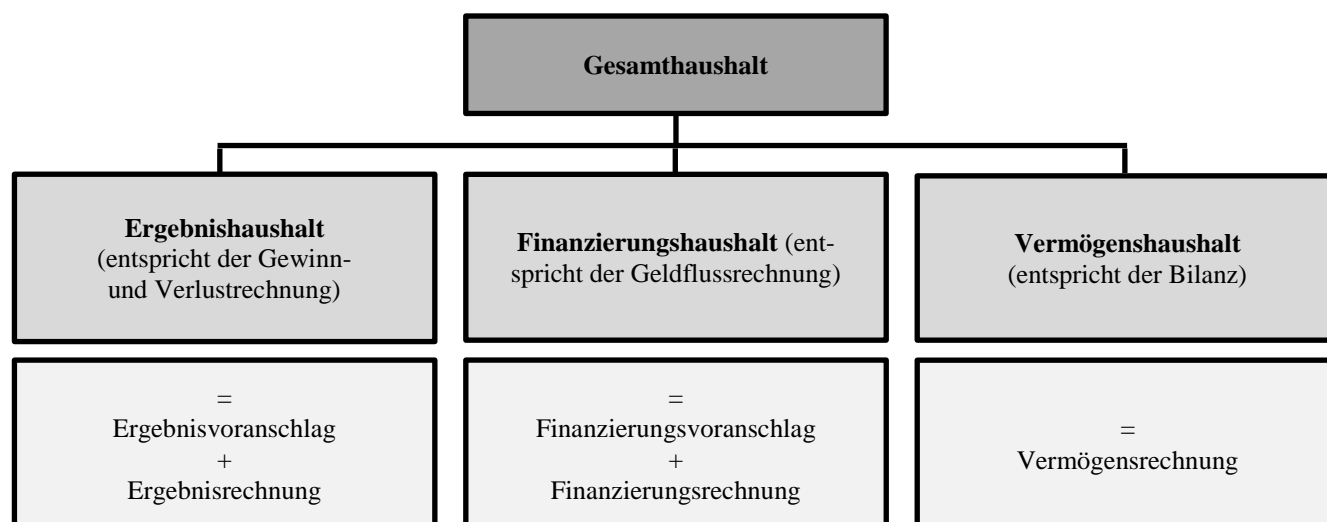 Gesamthaushalt
Ergebnishaushalt
(entspricht der Gewinn-
und Verlustrechnung)
Finanzierungshaushalt (ent-
spricht der Geldflussrechnung)
Vermögenshaushalt
(entspricht der Bilanz)
=
Ergebnisvoranschlag
+
Ergebnisrechnung
=
Finanzierungsvoranschlag
+
Finanzierungsrechnung
=
Vermögensrechnung